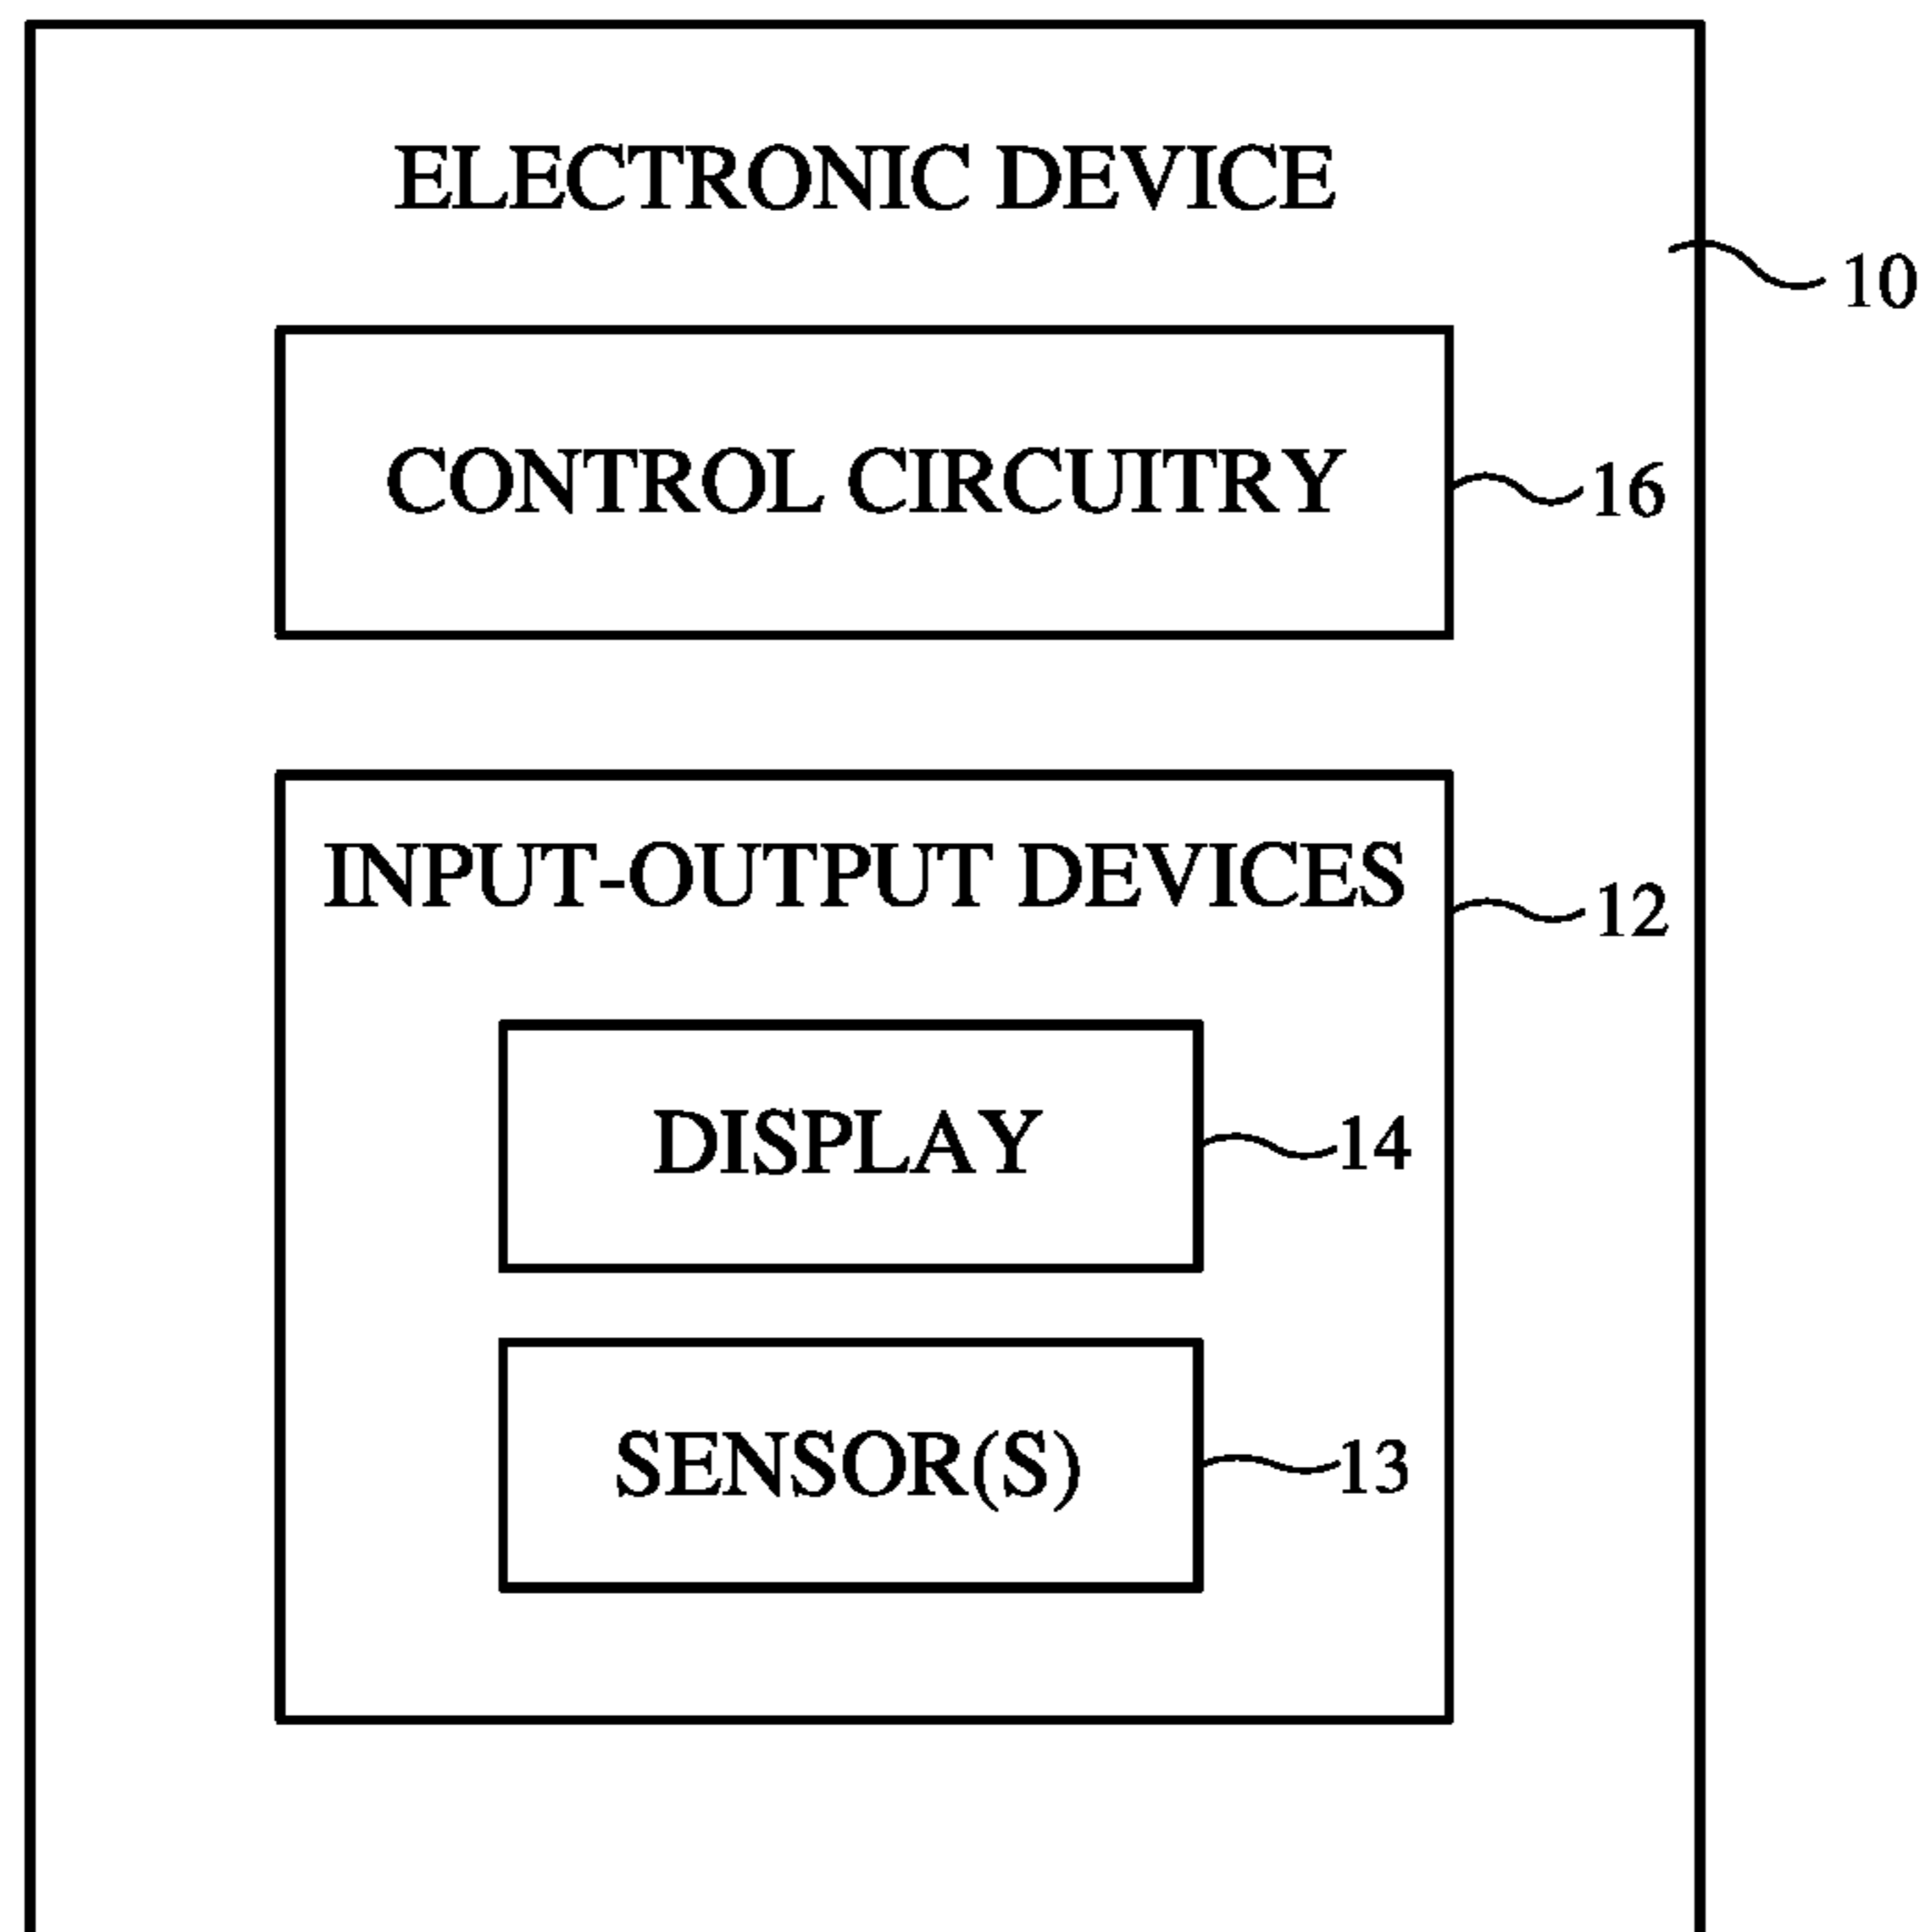 ELECTRONIC DEVICE
10
CONTROL CIRCUITRY
16
INPUT-OUTPUT DEVICES
12
DISPLAY
14
SENSOR(S)
13